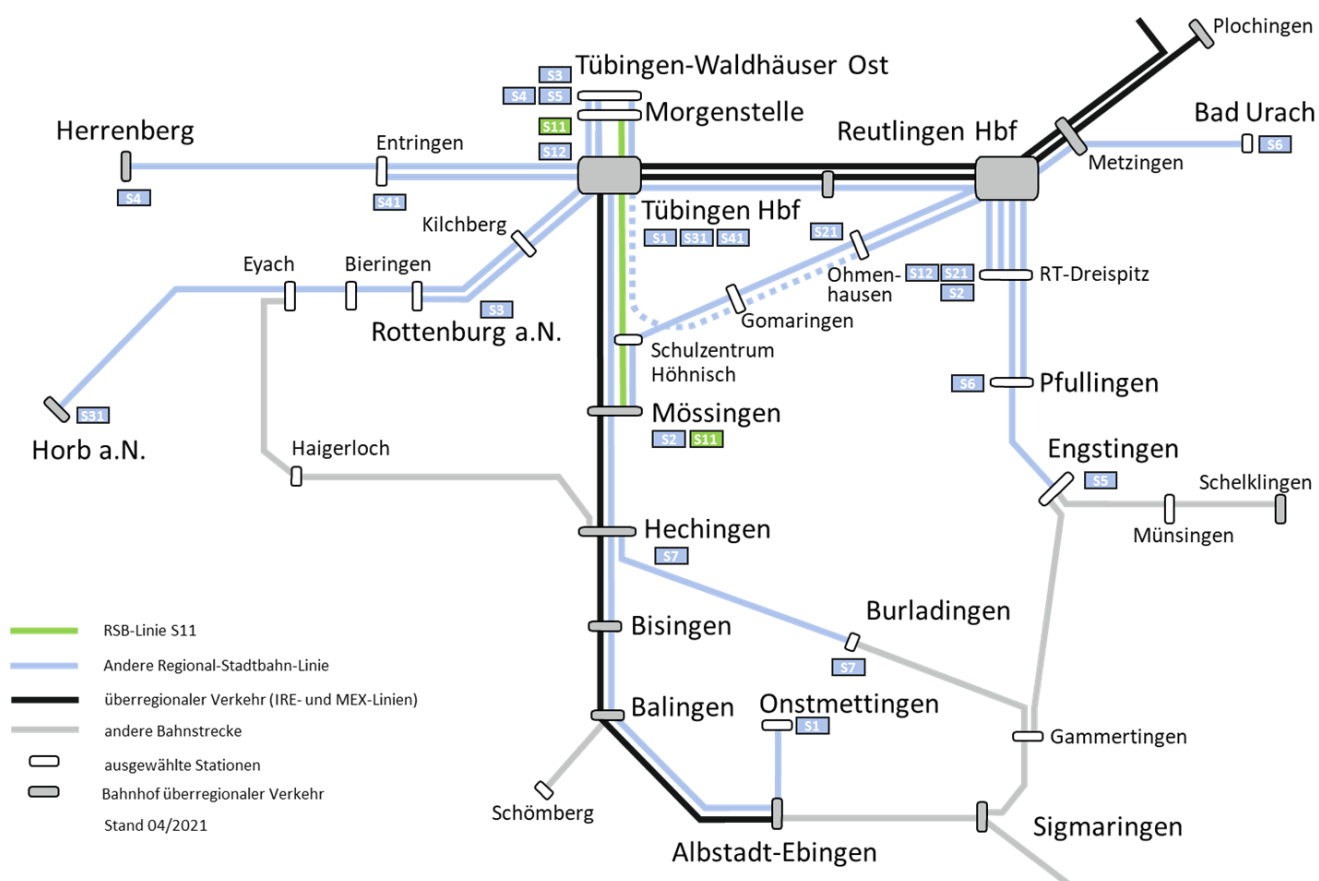 Plochingen
S3
Tübingen-Waldhäuser Ost
S4 S5
Morgenstelle
Bad Urach
Herrenberg
S11
Reutlingen Hbf
Entringen
S12
S6
Metzingen
S4
S41
Tübingen Hbf
Kilchberg
S1 S31 S41
S21
Eyach
Bieringen
Ohmen-
hausen
S12 S21
RT-Dreispitz
S2
S3
Gomaringen
Rottenburg a.N.
Schulzentrum
Höhnisch
S6
Pfullingen
S31
Mössingen
Horb a.N.
S2 S11
Haigerloch
Engstingen
S5
Schelklingen
Hechingen
Münsingen
S7
Burladingen
RSB-Linie S11
Bisingen
Andere Regional-Stadtbahn-Linie
S7
überregionaler Verkehr (IRE- und MEX-Linien)
Balingen
Onstmettingen
S1
andere Bahnstrecke
Gammertingen
ausgewählte Stationen
Bahnhof überregionaler Verkehr
Schömberg
Stand 04/2021
Sigmaringen
Albstadt-Ebingen